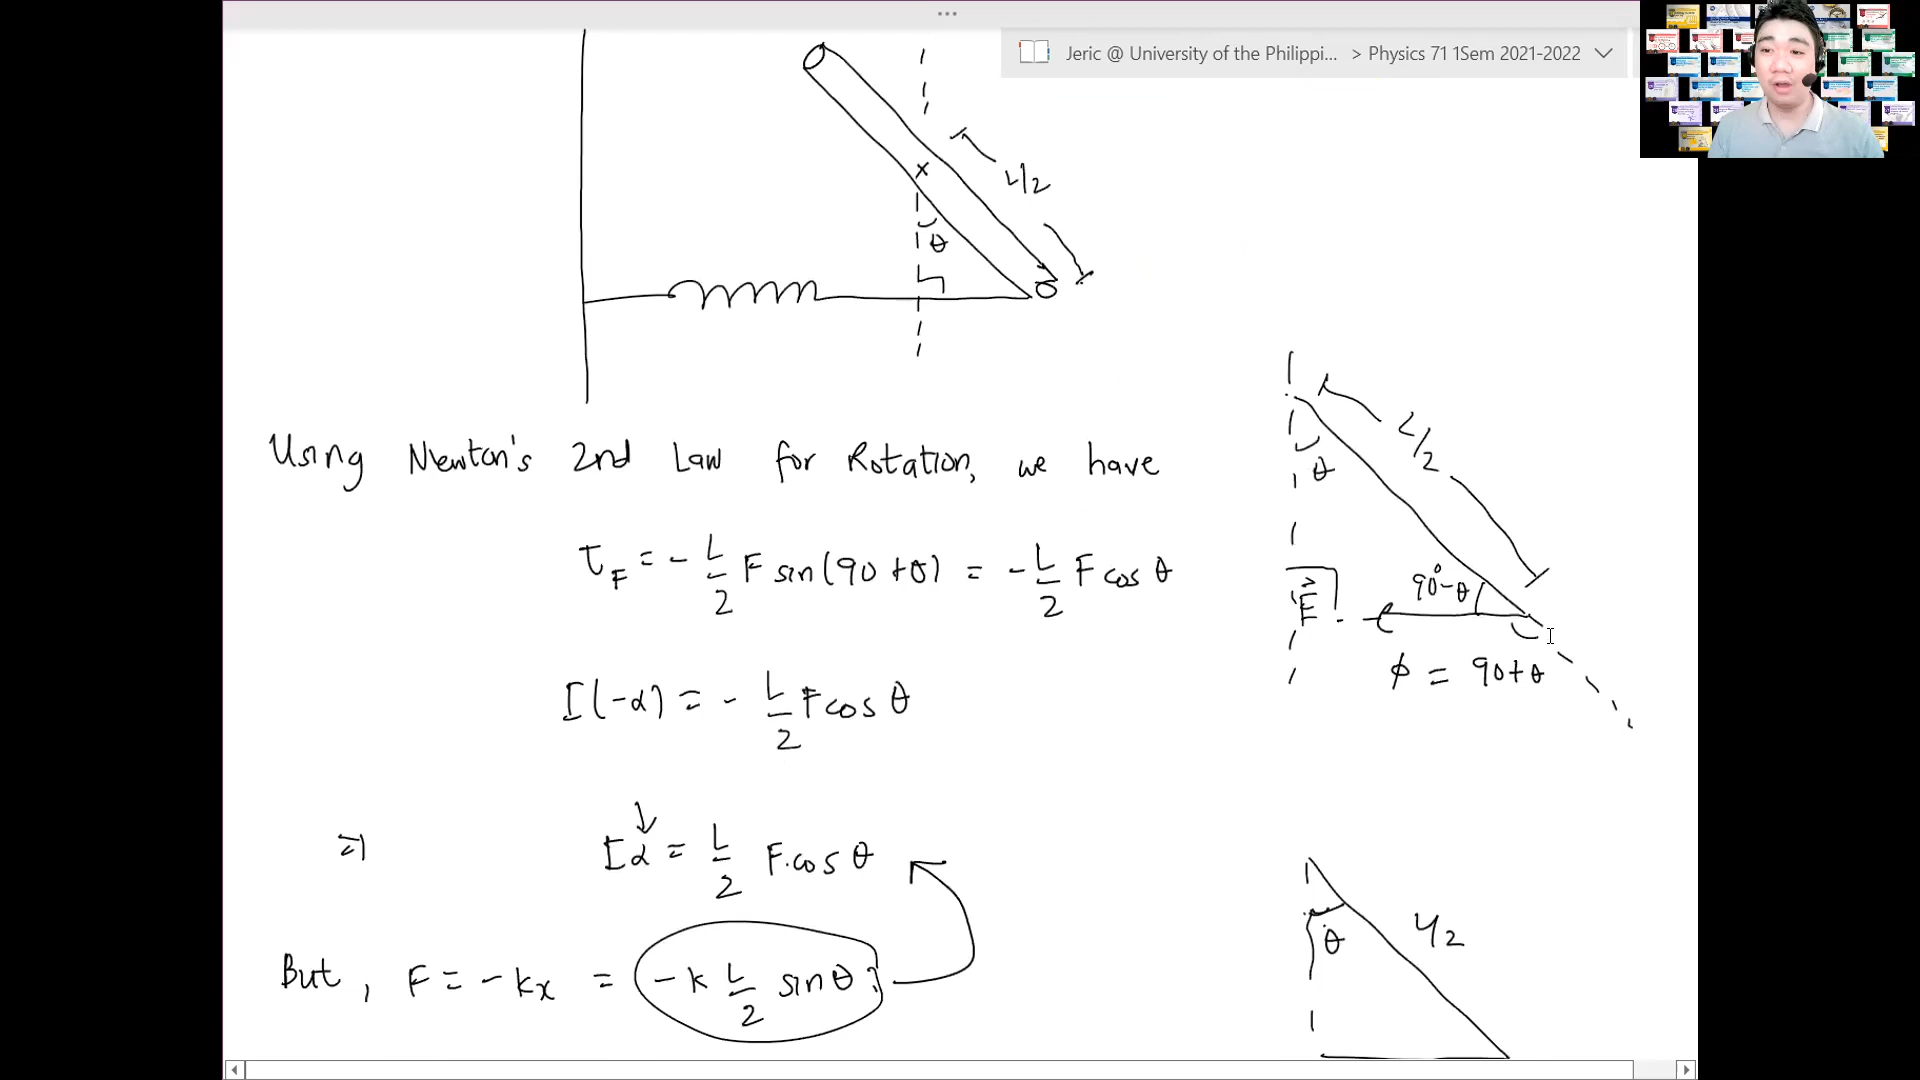 Jeric @ University of the Philippi... > Physics 71 1Sem 2021-2022
L/2
θ
Using Newton's 2nd Law for Rotation, we have
τ_F = - L/2 F sin(90 + θ) = - L/2 F cos θ
I(-α) = - L/2 F cos θ
=) Iα = L/2 F cos θ
But, F = -kx = -k L/2 sin θ
L/2
θ
90° - θ
F
φ = 90 + θ
θ
L/2